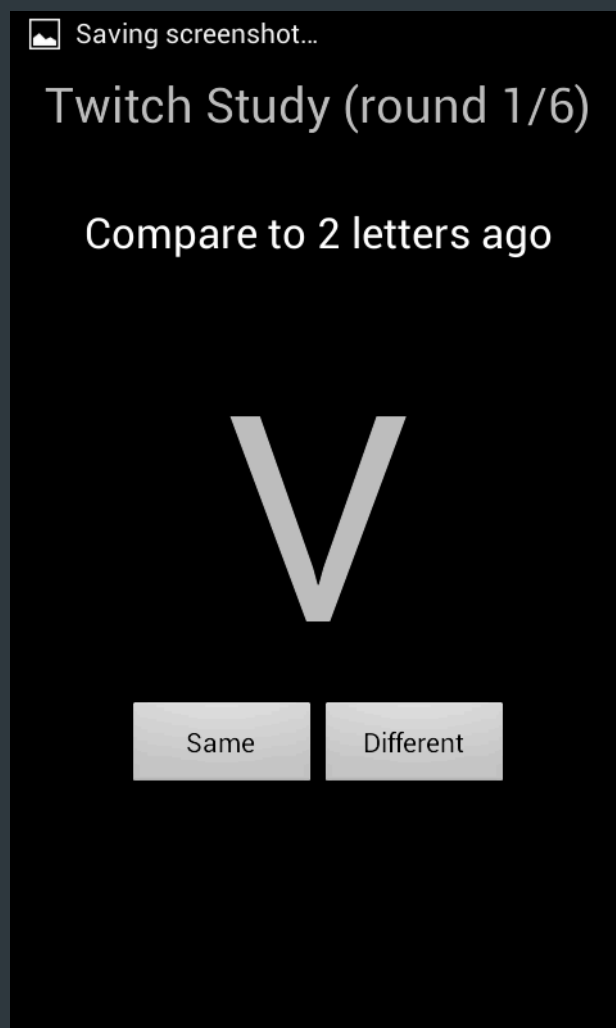 Saving screenshot...
Twitch Study (round 1/6)
Compare to 2 letters ago
V
Same Different